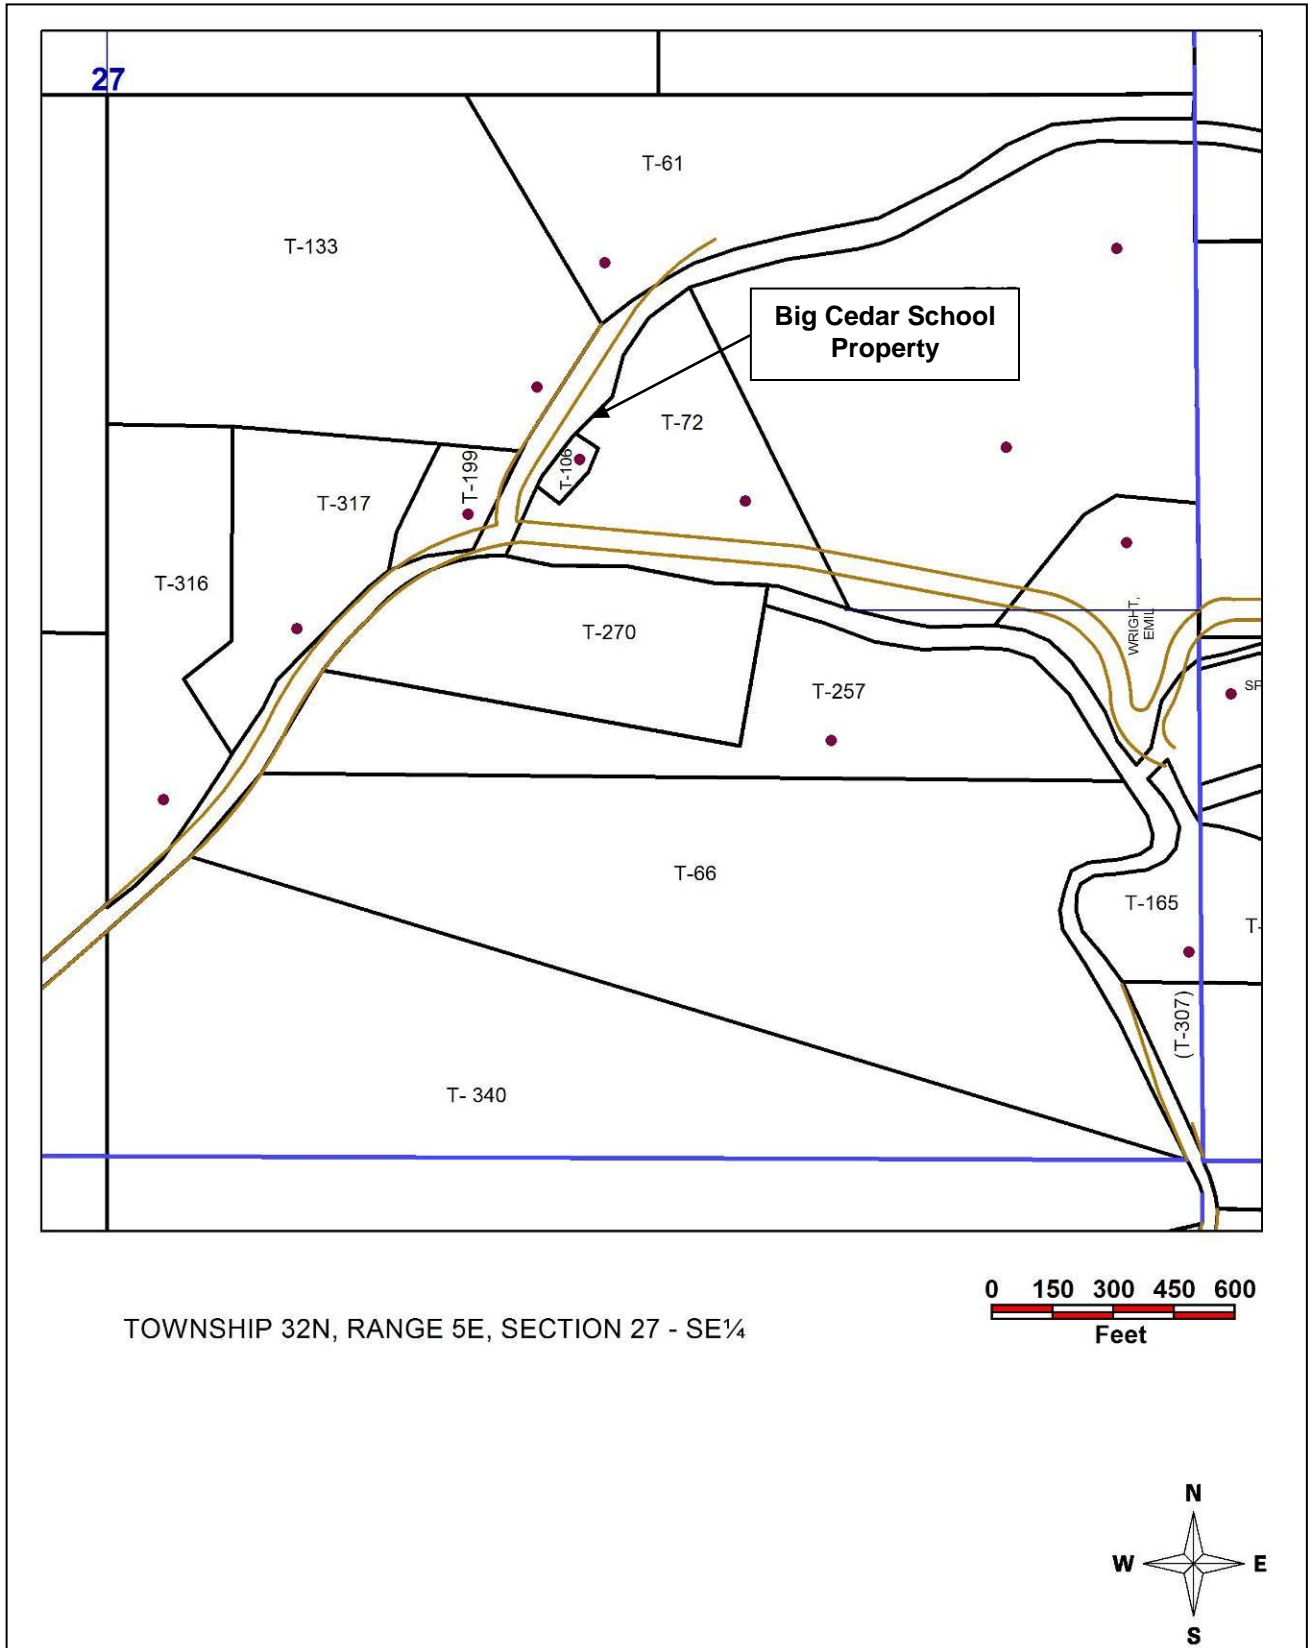 27
T-61
T-133
Big Cedar School
Property
T-72
T-199
T-106
T-317
T-316
T-270
WRIGHT,
EMIL
T-257
SP
T-66
T-165
T-
(T-307)
T- 340
0 150 300 450 600
Feet
TOWNSHIP 32N, RANGE 5E, SECTION 27 - SE¼
N
W E
S